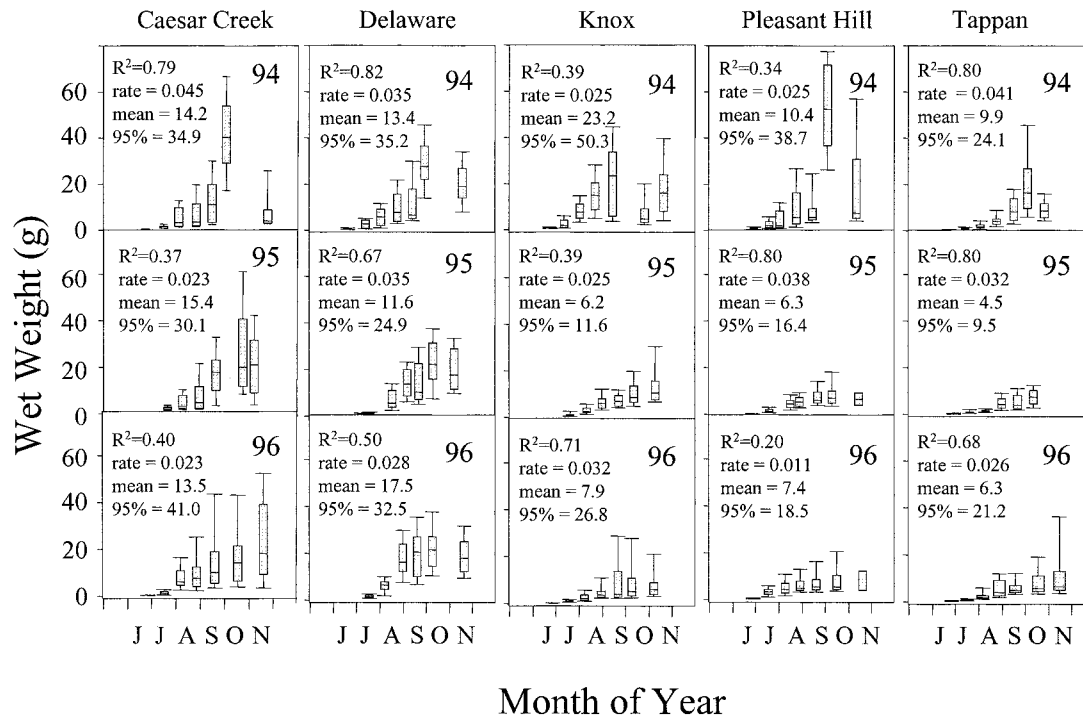 Caesar Creek Delaware Knox Pleasant Hill Tappan
Wet Weight (g)
60
40
20
0
R²=0.79
rate = 0.045
mean = 14.2
95% = 34.9
94
R²=0.82
rate = 0.035
mean = 13.4
95% = 35.2
94
R²=0.39
rate = 0.025
mean = 23.2
95% = 50.3
94
R²=0.34
rate = 0.025
mean = 10.4
95% = 38.7
94
R²=0.80
rate = 0.041
mean = 9.9
95% = 24.1
94
60
40
20
0
R²=0.37
rate = 0.023
mean = 15.4
95% = 30.1
95
R²=0.67
rate = 0.035
mean = 11.6
95% = 24.9
95
R²=0.39
rate = 0.025
mean = 6.2
95% = 11.6
95
R²=0.80
rate = 0.038
mean = 6.3
95% = 16.4
95
R²=0.80
rate = 0.032
mean = 4.5
95% = 9.5
95
60
40
20
0
R²=0.40
rate = 0.023
mean = 13.5
95% = 41.0
96
R²=0.50
rate = 0.028
mean = 17.5
95% = 32.5
96
R²=0.71
rate = 0.032
mean = 7.9
95% = 26.8
96
R²=0.20
rate = 0.011
mean = 7.4
95% = 18.5
96
R²=0.68
rate = 0.026
mean = 6.3
95% = 21.2
96
J J A S O N J J A S O N J J A S O N J J A S O N J J A S O N
Month of Year